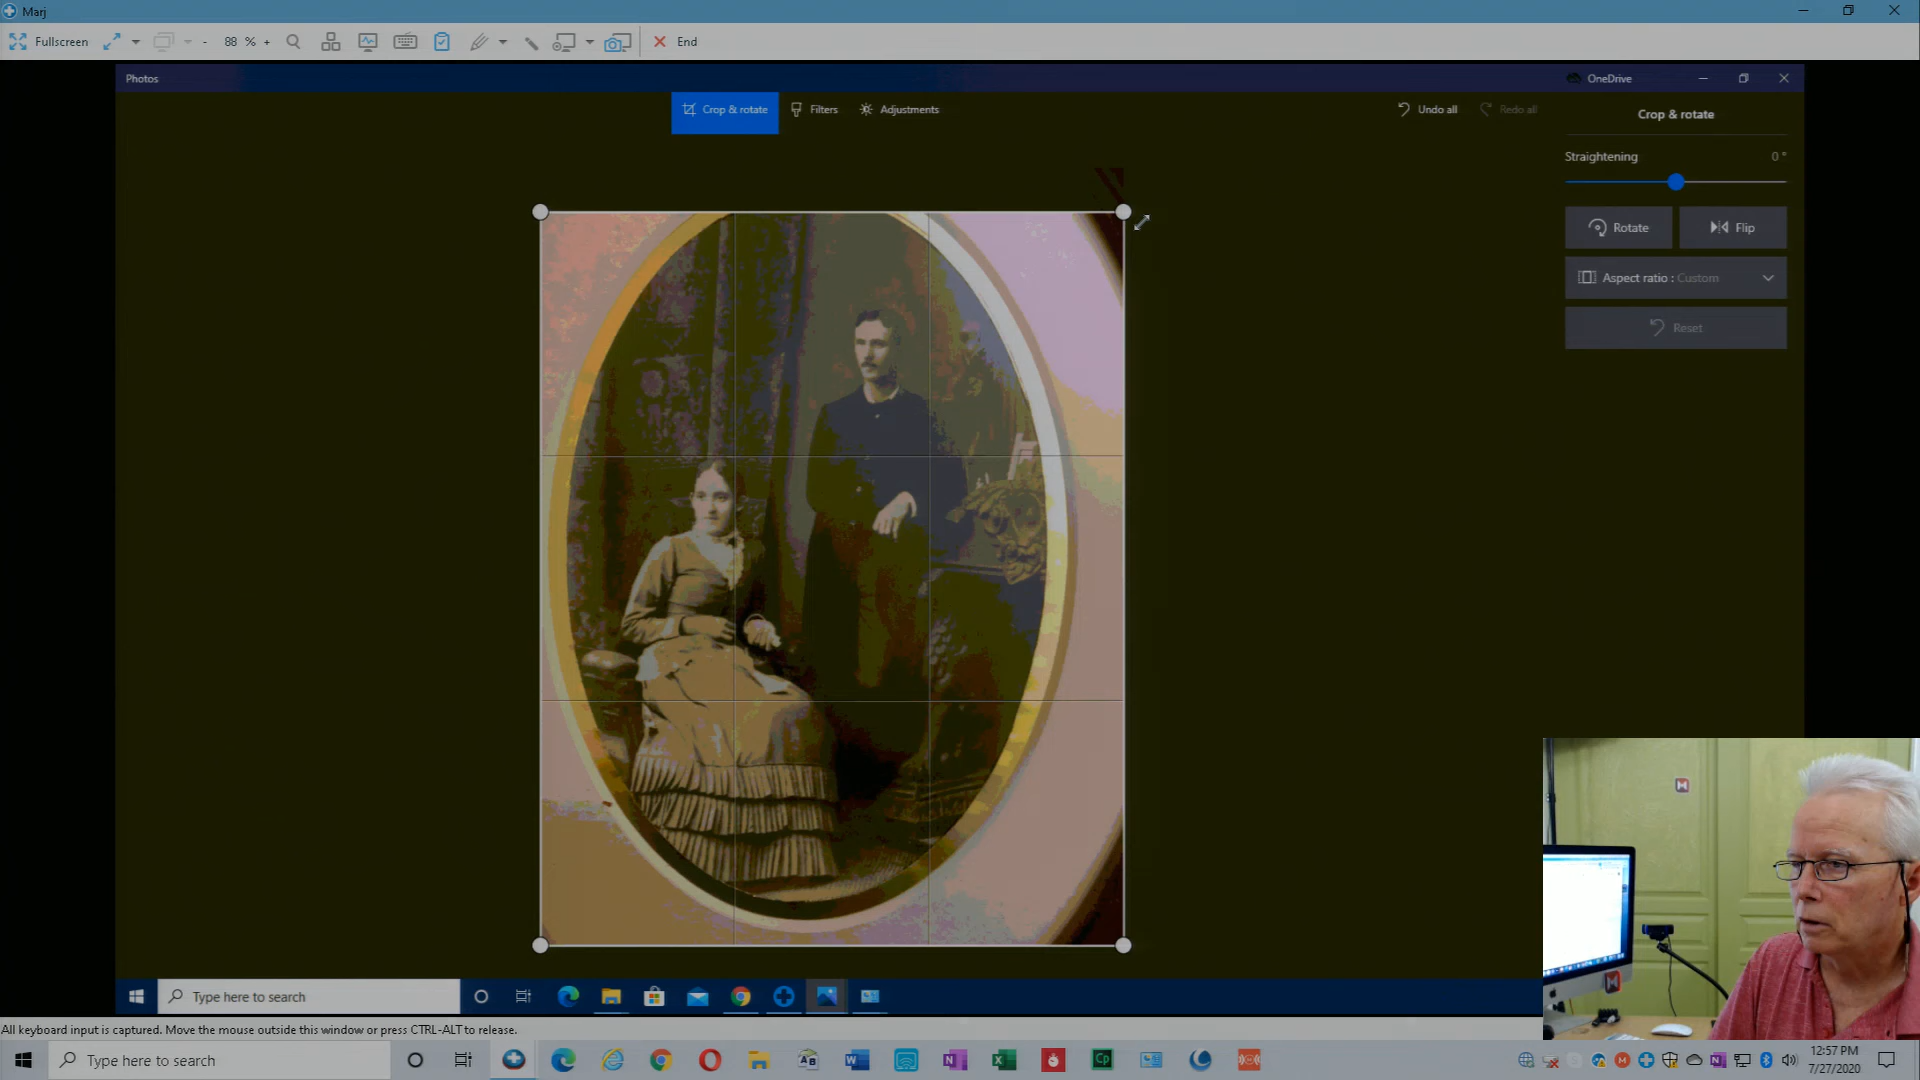 Marj
Fullscreen - 88 % + End
Photos OneDrive
Crop & rotate Filters Adjustments Undo all Redo all
Crop & rotate
Straightening 0 °
Rotate Flip
Aspect ratio : Custom
Reset
Type here to search
All keyboard input is captured. Move the mouse outside this window or press CTRL-ALT to release.
Type here to search
12:57 PM
7/27/2020